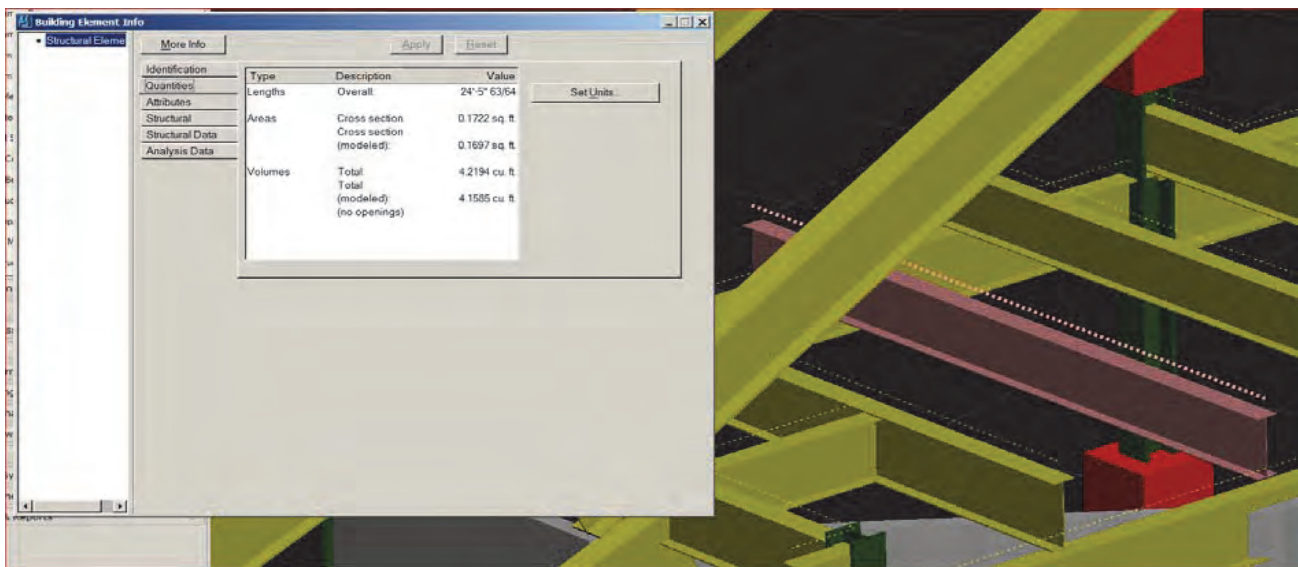 Building Element Info
Structural Eleme
More Info Apply Reset
Identification
Quantities
Attributes
Structural
Structural Data
Analysis Data
Type Description Value
Lengths Overall: 24'-5" 63/64
Areas Cross section 0.1722 sq. ft.
Cross section
(modeled): 0.1697 sq. ft.
Volumes Total 4.2194 cu. ft.
Total
(modeled) 4.1585 cu. ft.
(no openings)
Set Units...
Reports